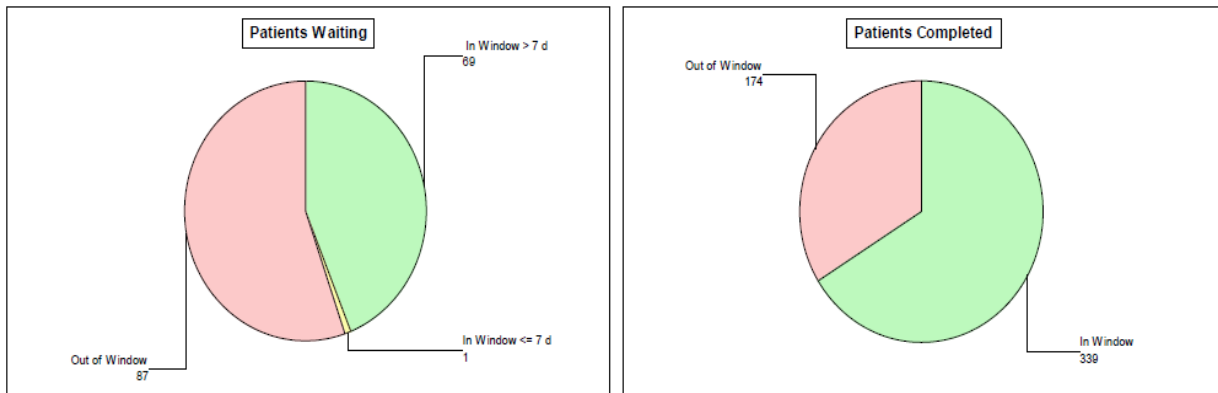 Patients Waiting
In Window > 7 d
69
In Window <= 7 d
1
Out of Window
87
Patients Completed
Out of Window
174
In Window
339